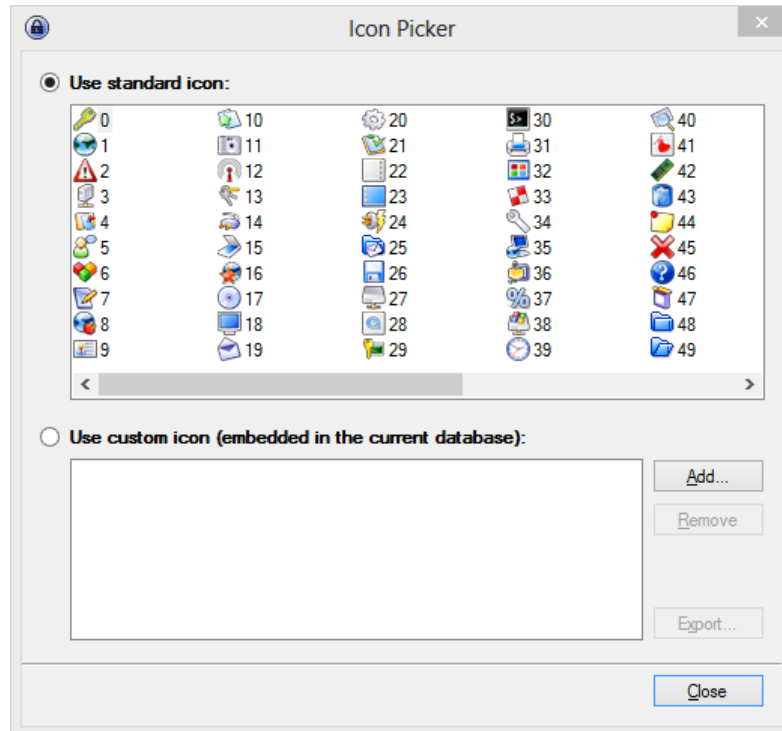 Icon Picker
Use standard icon:
0 10 20 30 40
1 11 21 31 41
2 12 22 32 42
3 13 23 33 43
4 14 24 34 44
5 15 25 35 45
6 16 26 36 46
7 17 27 37 47
8 18 28 38 48
9 19 29 39 49
Use custom icon (embedded in the current database):
Add...
Remove
Export...
Close